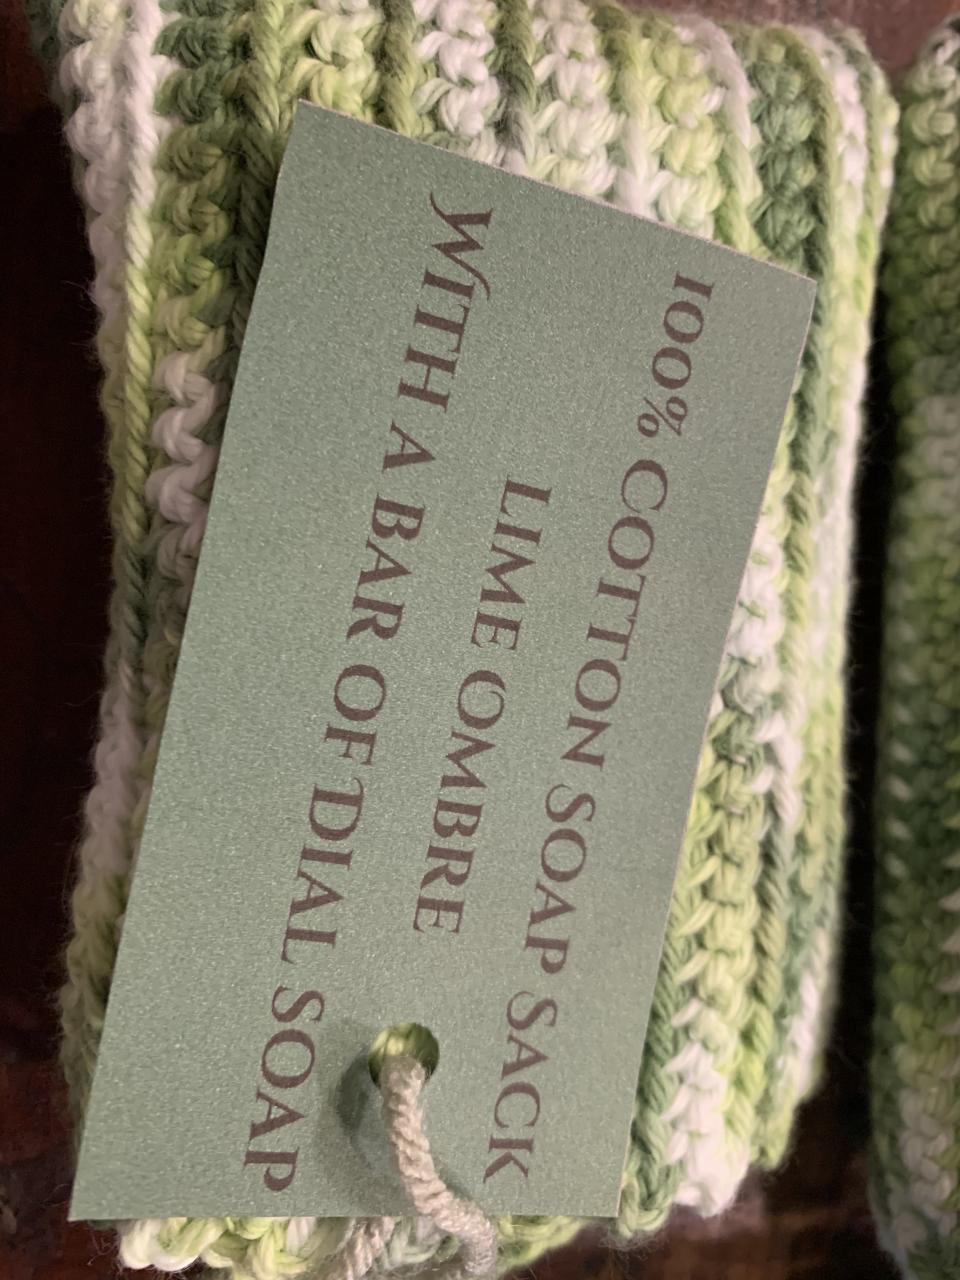 100% COTTON SOAP SACK
LIME OMBRE
WITH A BAR OF DIAL SOAP